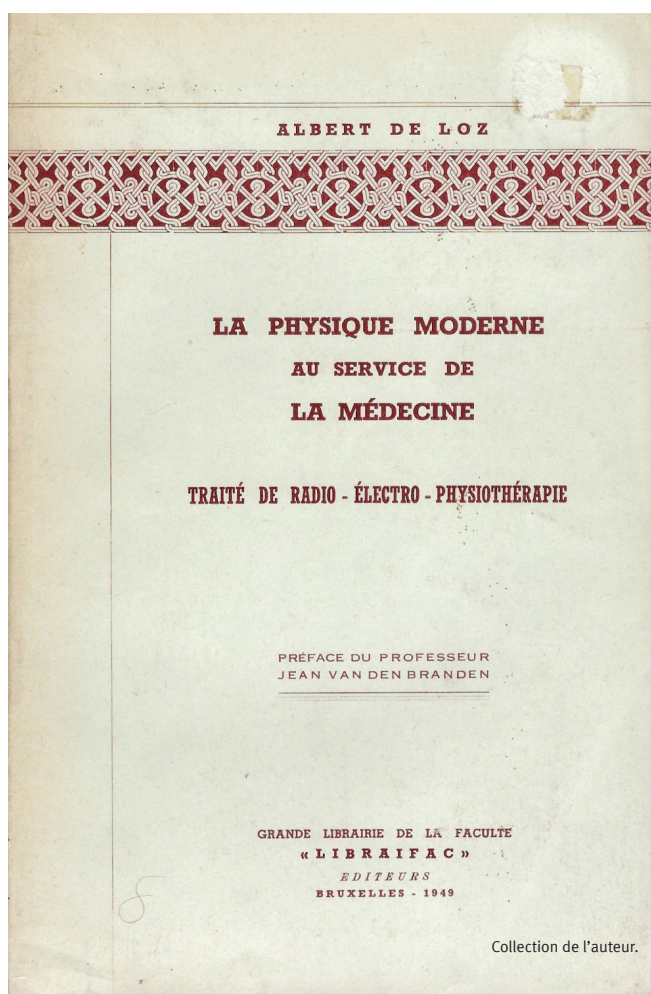 ALBERT DE LOZ
LA PHYSIQUE MODERNE
AU SERVICE DE
LA MÉDECINE
TRAITÉ DE RADIO - ÉLECTRO - PHYSIOTHÉRAPIE
PRÉFACE DU PROFESSEUR
JEAN VAN DEN BRANDEN
GRANDE LIBRAIRIE DE LA FACULTÉ
« LIBRAIFAC »
EDITEURS
BRUXELLES - 1949
Collection de l'auteur.